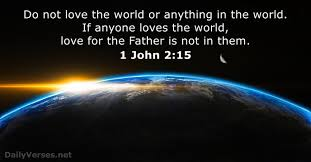 Do not love the world or anything in the world.
If anyone loves the world,
love for the Father is not in them.
1 John 2:15
DailyVerses.net